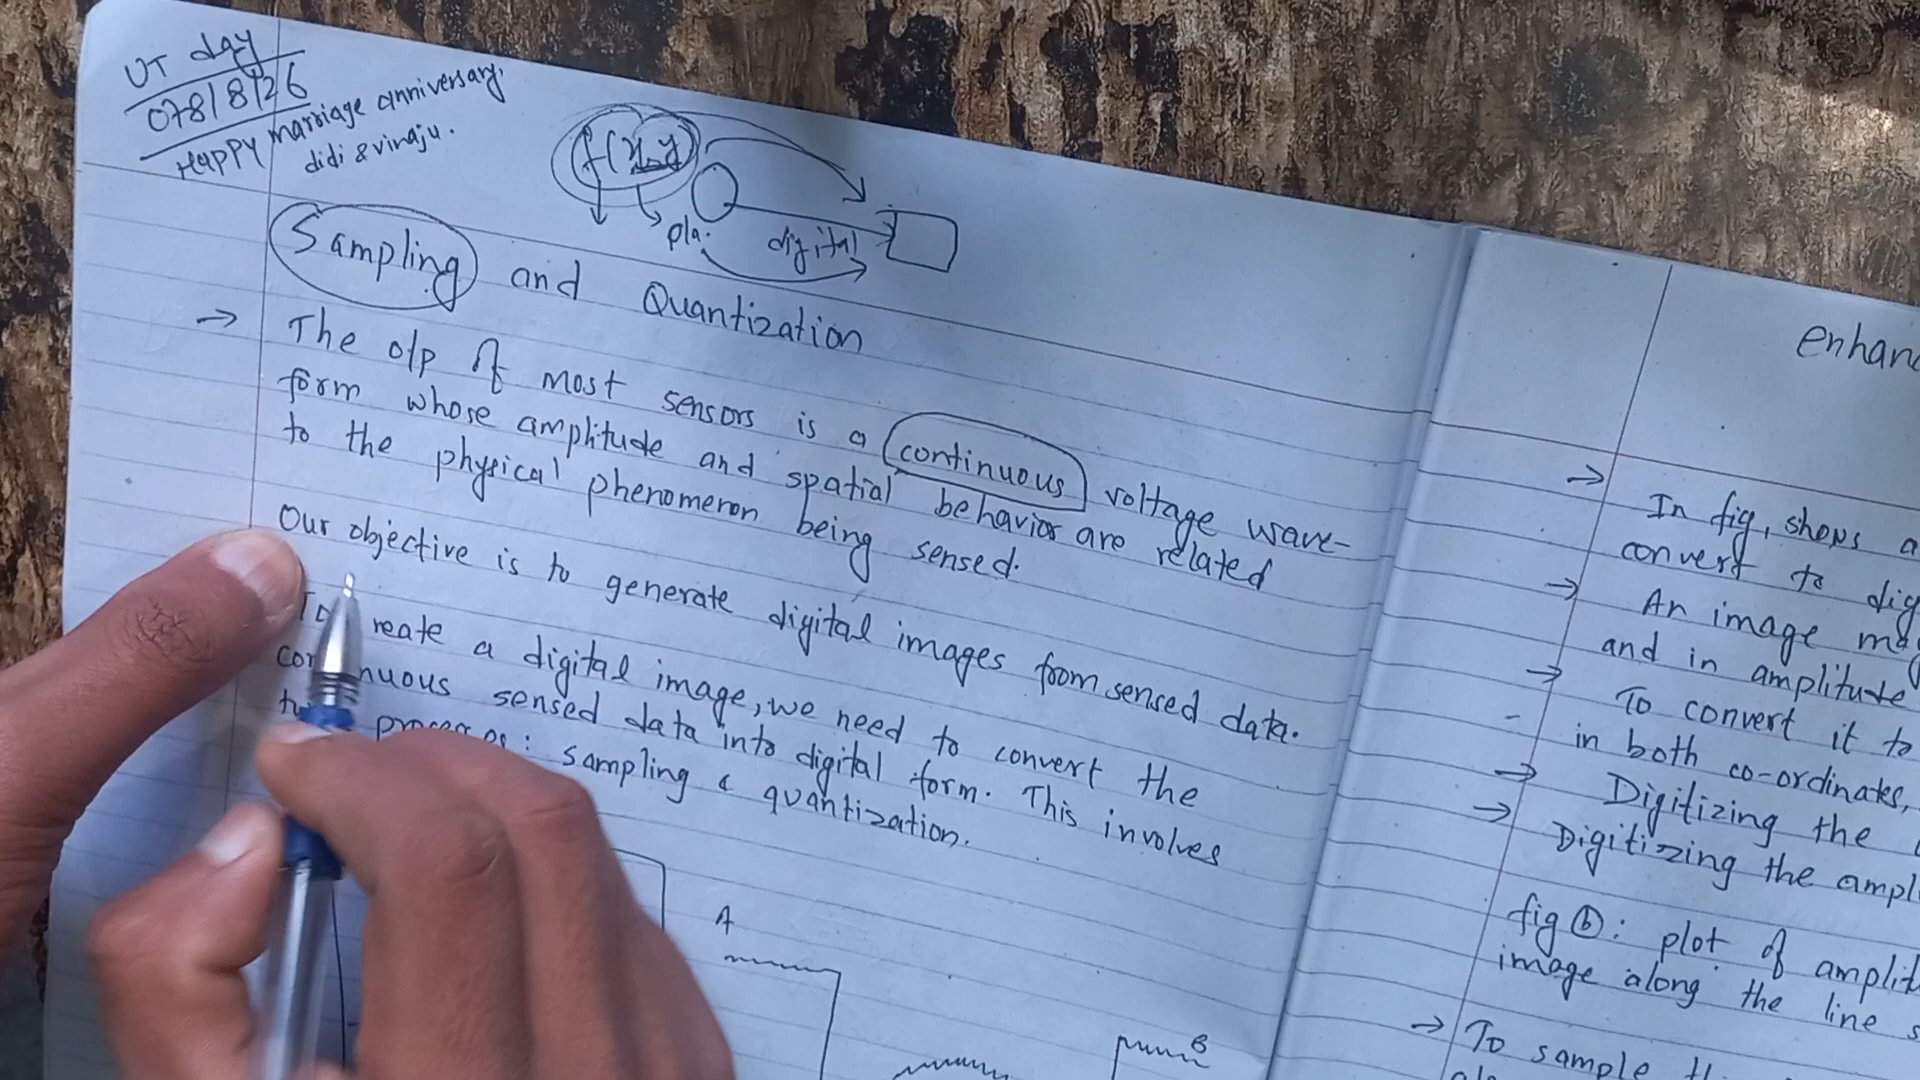 UT day
078/8/26
Happy marriage anniversary
didi & vinaju.
f(x,y)
pla.
digital
Sampling and Quantization
→ The o/p of most sensors is a continuous voltage wave-
form whose amplitude and spatial behavior are related
to the physical phenomenon being sensed.
Our objective is to generate digital images from sensed data.
reate a digital image, we need to convert the
nuous sensed data into digital form. This involves
sampling & quantization.
A
B
enhanc
→ In fig, shows a
convert to dig
→ An image ma
and in amplitude
→ To convert it to
in both co-ordinates,
→ Digitizing the
→ Digitizing the ampl
fig b: plot of amplit
image along the line s
→ To sample th